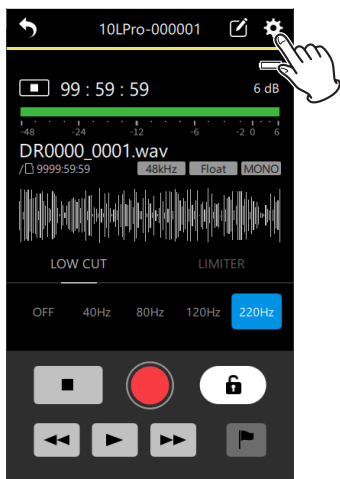 10LPro-000001
99 : 59 : 59 6 dB
-48 -24 -12 -6 -2 0 6
DR0000_0001.wav
/ 9999:59:59 48kHz Float MONO
LOW CUT LIMITER
OFF 40Hz 80Hz 120Hz 220Hz